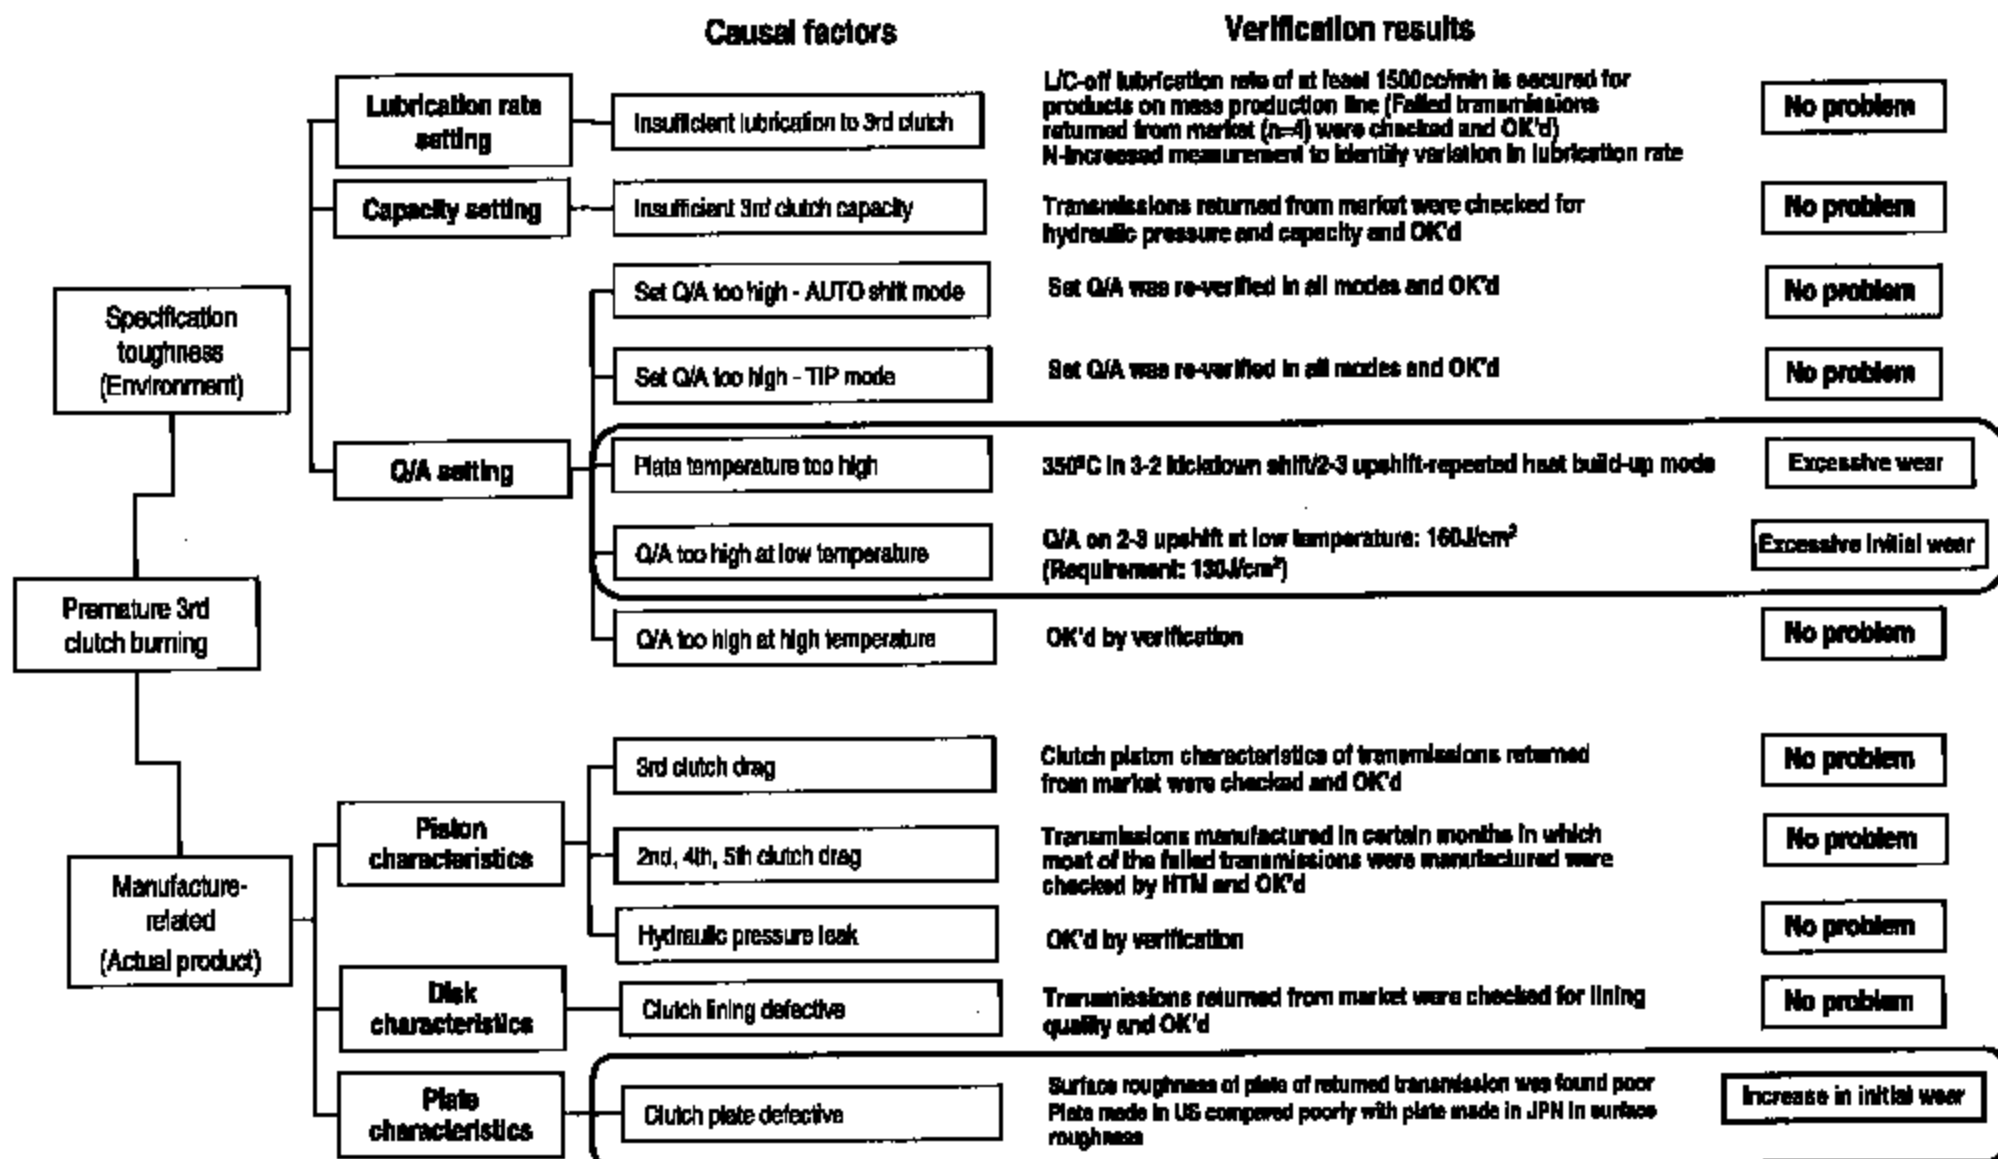 Causal factors
Verification results
Lubrication rate
setting
Insufficient lubrication to 3rd clutch
L/C-off lubrication rate of at least 1500cc/min is secured for
products on mass production line (Failed transmissions
returned from market (n=4) were checked and OK'd)
N-increased measurement to identify variation in lubrication rate
No problem
Capacity setting
Insufficient 3rd clutch capacity
Transmissions returned from market were checked for
hydraulic pressure and capacity and OK'd
No problem
Specification
toughness
(Environment)
Set Q/A too high - AUTO shift mode
Set Q/A was re-verified in all modes and OK'd
No problem
Set Q/A too high - TIP mode
Set Q/A was re-verified in all modes and OK'd
No problem
Q/A setting
Plate temperature too high
350°C in 3-2 kickdown shift/2-3 upshift-repeated heat build-up mode
Excessive wear
Q/A too high at low temperature
Q/A on 2-3 upshift at low temperature: 160J/cm²
(Requirement: 130J/cm²)
Excessive initial wear
Premature 3rd
clutch burning
Q/A too high at high temperature
OK'd by verification
No problem
3rd clutch drag
Clutch piston characteristics of transmissions returned
from market were checked and OK'd
No problem
Piston
characteristics
2nd, 4th, 5th clutch drag
Transmissions manufactured in certain months in which
most of the failed transmissions were manufactured were
checked by HTM and OK'd
No problem
Manufacture-
related
(Actual product)
Hydraulic pressure leak
OK'd by verification
No problem
Disk
characteristics
Clutch lining defective
Transmissions returned from market were checked for lining
quality and OK'd
No problem
Plate
characteristics
Clutch plate defective
Surface roughness of plate of returned transmission was found poor
Plate made in US compared poorly with plate made in JPN in surface
roughness
Increase in initial wear